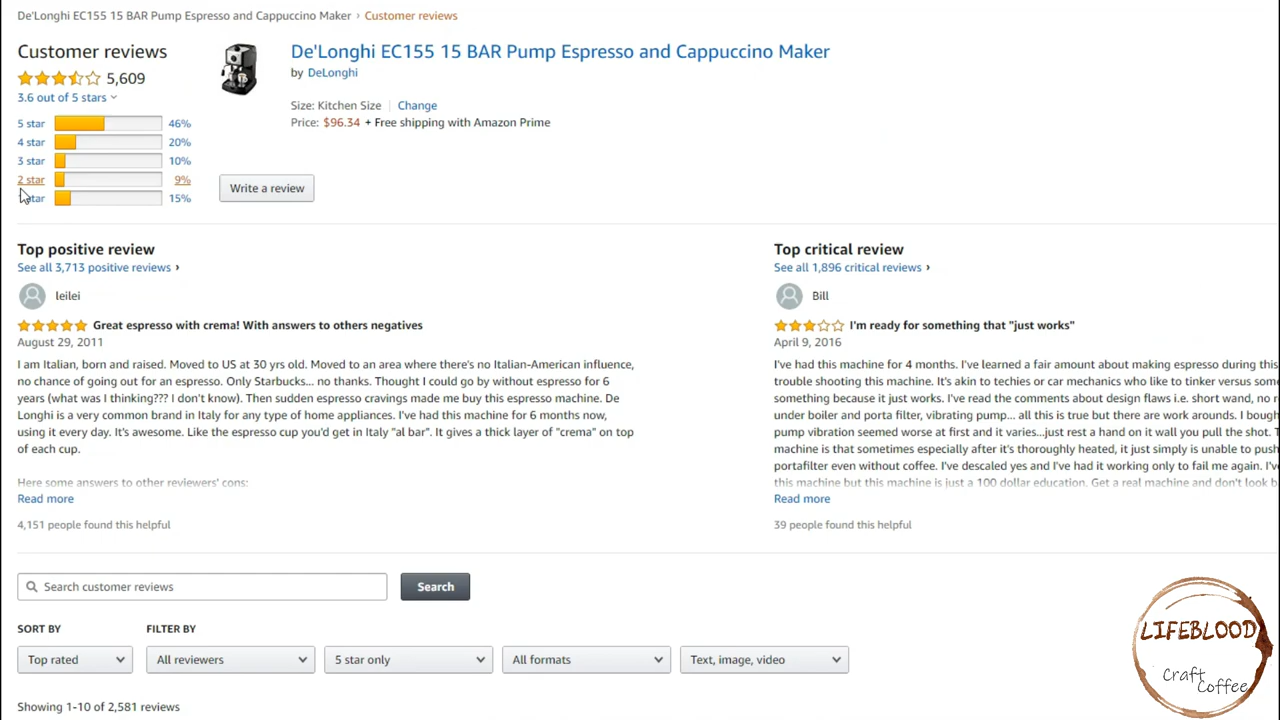 De'Longhi EC155 15 BAR Pump Espresso and Cappuccino Maker › Customer reviews
Customer reviews
5,609
3.6 out of 5 stars
5 star 46%
4 star 20%
3 star 10%
2 star 9%
tar 15%
De'Longhi EC155 15 BAR Pump Espresso and Cappuccino Maker
by DeLonghi
Size: Kitchen Size | Change
Price: $96.34 + Free shipping with Amazon Prime
Write a review
Top positive review
See all 3,713 positive reviews ›
leilei
Great espresso with crema! With answers to others negatives
August 29, 2011
I am Italian, born and raised. Moved to US at 30 yrs old. Moved to an area where there's no Italian-American influence,
no chance of going out for an espresso. Only Starbucks... no thanks. Thought I could go by without espresso for 6
years (what was I thinking??? I don't know). Then sudden espresso cravings made me buy this espresso machine. De
Longhi is a very common brand in Italy for any type of home appliances. I've had this machine for 6 months now,
using it every day. It's awesome. Like the espresso cup you'd get in Italy "al bar". It gives a thick layer of "crema" on top
of each cup.
Here some answers to other reviewers' cons:
Read more
4,151 people found this helpful
Top critical review
See all 1,896 critical reviews ›
Bill
I'm ready for something that "just works"
April 9, 2016
I've had this machine for 4 months. I've learned a fair amount about making espresso during this
trouble shooting this machine. It's akin to techies or car mechanics who like to tinker versus some
something because it just works. I've read the comments about design flaws i.e. short wand, no r
under boiler and porta filter, vibrating pump... all this is true but there are work arounds. I bough
pump vibration seemed worse at first and it varies...just rest a hand on it wall you pull the shot. T
machine is that sometimes especially after it's thoroughly heated, it just simply is unable to push
portafilter even without coffee. I've descaled yes and I've had it working only to fail me again. I'v
this machine but this machine is just a 100 dollar education. Get a real machine and don't look b
Read more
39 people found this helpful
Search customer reviews
Search
SORT BY
FILTER BY
Top rated
All reviewers
5 star only
All formats
Text, image, video
Showing 1-10 of 2,581 reviews
LIFEBLOOD
Craft
Coffee